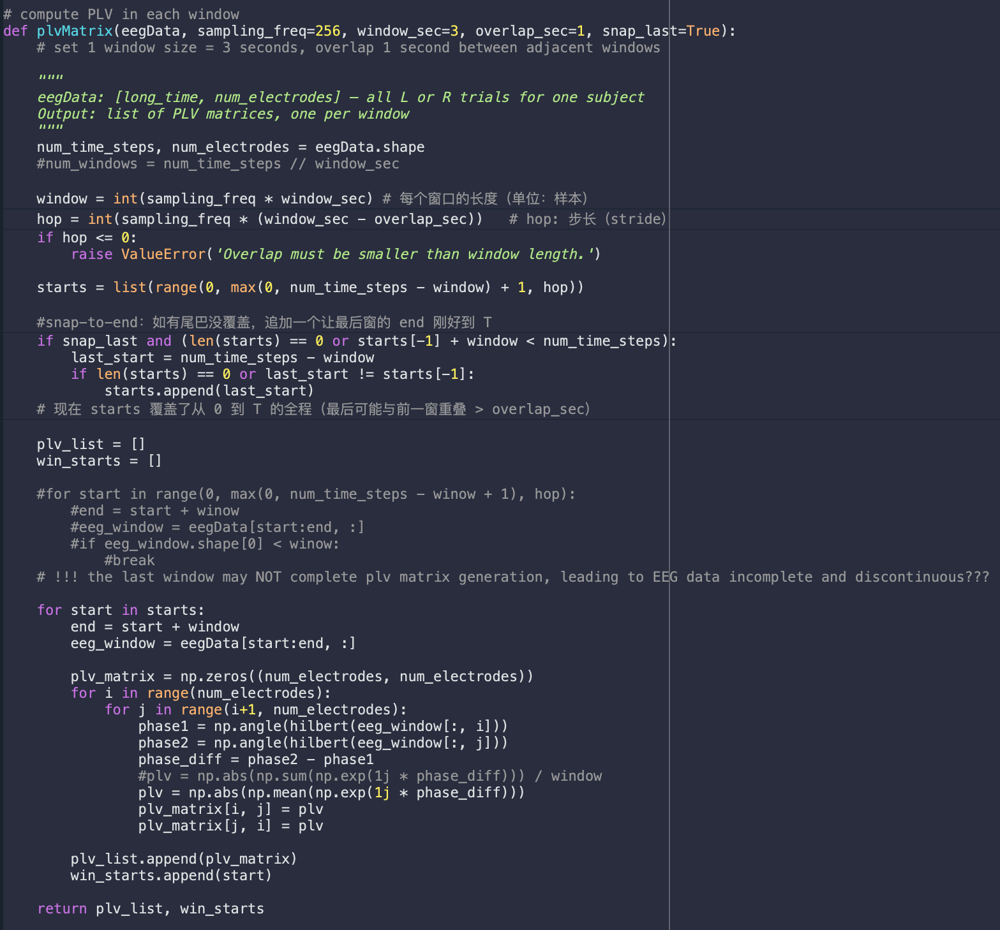 # compute PLV in each window
def plvMatrix(eegData, sampling_freq=256, window_sec=3, overlap_sec=1, snap_last=True):
    # set 1 window size = 3 seconds, overlap 1 second between adjacent windows
    """
    eegData: [long_time, num_electrodes] — all L or R trials for one subject
    Output: list of PLV matrices, one per window
    """
    num_time_steps, num_electrodes = eegData.shape
    #num_windows = num_time_steps // window_sec
    window = int(sampling_freq * window_sec) # 每个窗口的长度（单位：样本）
    hop = int(sampling_freq * (window_sec - overlap_sec))   # hop: 步长（stride）
    if hop <= 0:
        raise ValueError('Overlap must be smaller than window length.')
    starts = list(range(0, max(0, num_time_steps - window) + 1, hop))
    #snap-to-end：如有尾巴没覆盖，追加一个让最后窗的 end 刚好到 T
    if snap_last and (len(starts) == 0 or starts[-1] + window < num_time_steps):
        last_start = num_time_steps - window
        if len(starts) == 0 or last_start != starts[-1]:
            starts.append(last_start)
    # 现在 starts 覆盖了从 0 到 T 的全程（最后可能与前一窗重叠 > overlap_sec）
    plv_list = []
    win_starts = []
    #for start in range(0, max(0, num_time_steps - winow + 1), hop):
        #end = start + winow
        #eeg_window = eegData[start:end, :]
        #if eeg_window.shape[0] < winow:
            #break
    # !!! the last window may NOT complete plv matrix generation, leading to EEG data incomplete and discontinuous???
    for start in starts:
        end = start + window
        eeg_window = eegData[start:end, :]
        plv_matrix = np.zeros((num_electrodes, num_electrodes))
        for i in range(num_electrodes):
            for j in range(i+1, num_electrodes):
                phase1 = np.angle(hilbert(eeg_window[:, i]))
                phase2 = np.angle(hilbert(eeg_window[:, j]))
                phase_diff = phase2 - phase1
                #plv = np.abs(np.sum(np.exp(1j * phase_diff))) / window
                plv = np.abs(np.mean(np.exp(1j * phase_diff)))
                plv_matrix[i, j] = plv
                plv_matrix[j, i] = plv
        plv_list.append(plv_matrix)
        win_starts.append(start)
    return plv_list, win_starts